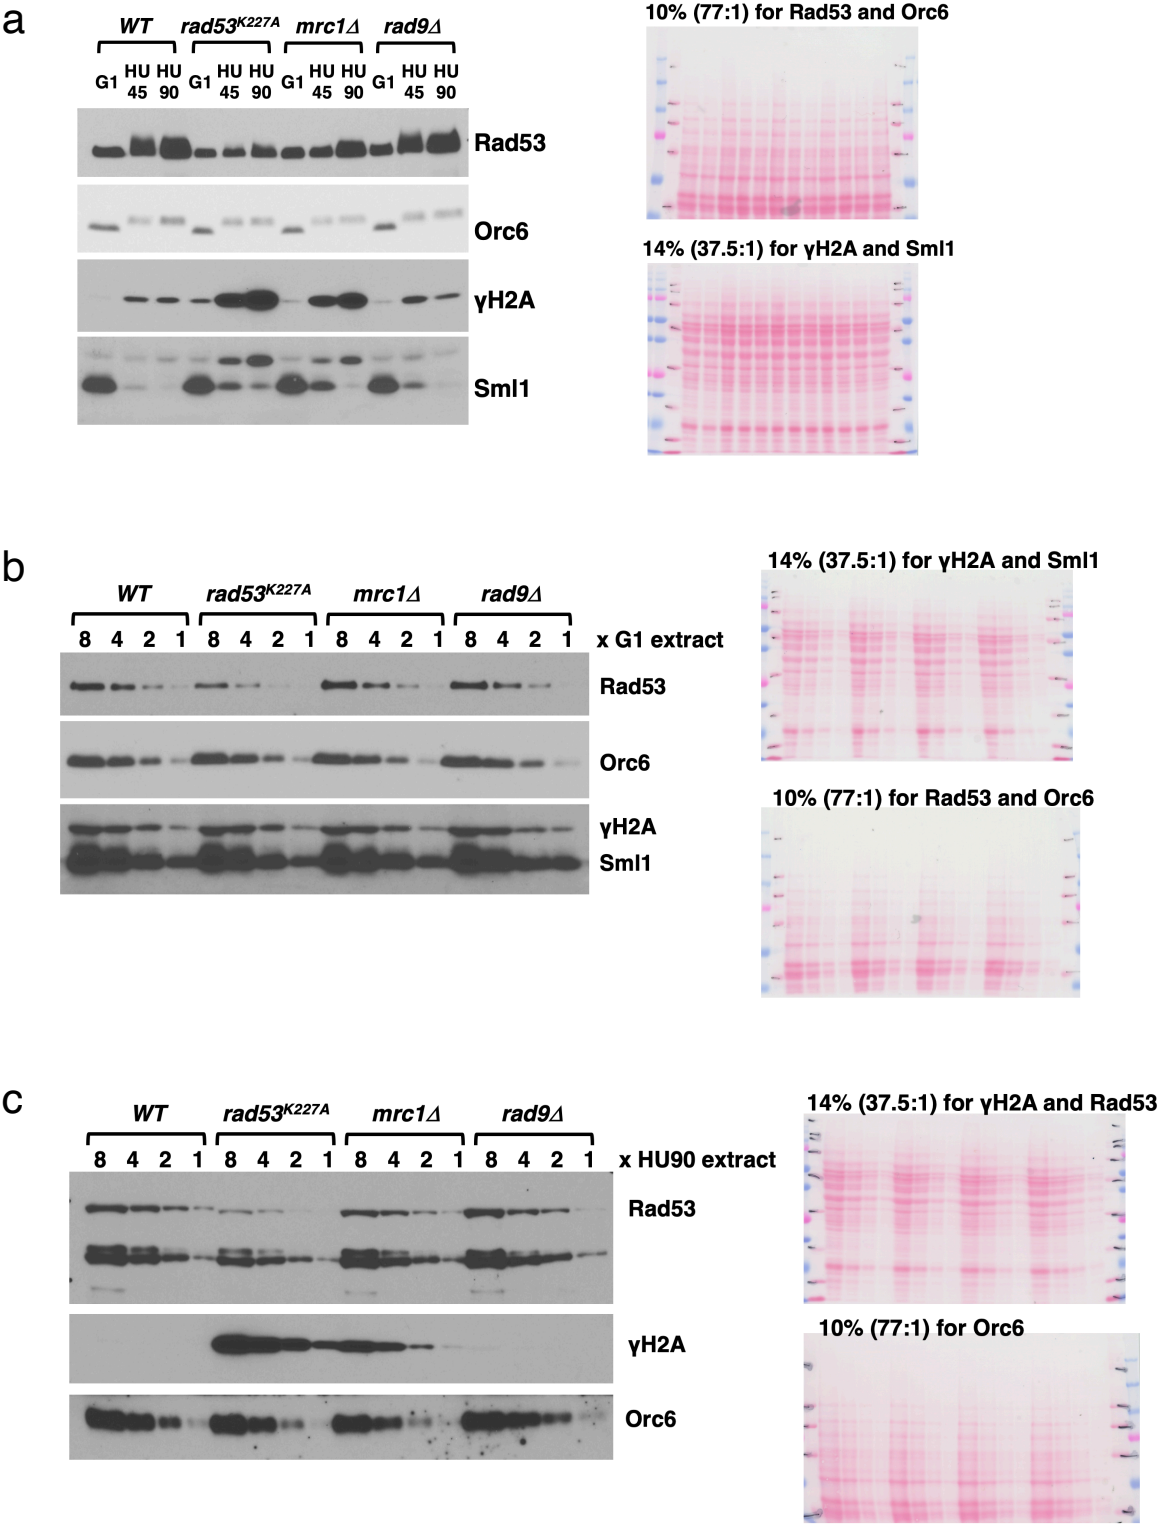 a
WT rad53K227A mrc1Δ rad9Δ
G1 HU 45 HU 90 G1 HU 45 HU 90 G1 HU 45 HU 90 G1 HU 45 HU 90
Rad53
Orc6
γH2A
Sml1
10% (77:1) for Rad53 and Orc6
14% (37.5:1) for γH2A and Sml1
b
WT rad53K227A mrc1Δ rad9Δ
8 4 2 1 8 4 2 1 8 4 2 1 8 4 2 1 x G1 extract
Rad53
Orc6
γH2A
Sml1
14% (37.5:1) for γH2A and Sml1
10% (77:1) for Rad53 and Orc6
c
WT rad53K227A mrc1Δ rad9Δ
8 4 2 1 8 4 2 1 8 4 2 1 8 4 2 1 x HU90 extract
Rad53
γH2A
Orc6
14% (37.5:1) for γH2A and Rad53
10% (77:1) for Orc6